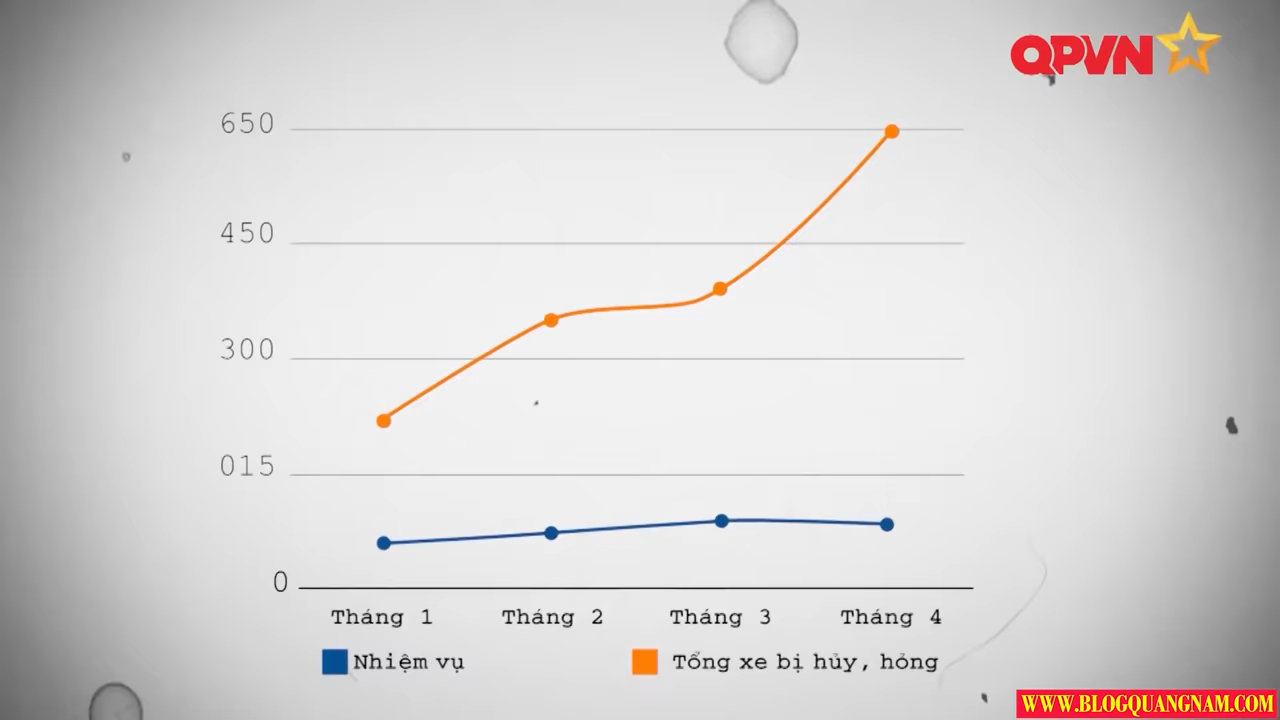 QPVN
650
450
300
015
0
Tháng 1 Tháng 2 Tháng 3 Tháng 4
Nhiệm vụ Tổng xe bị hủy, hỏng
WWW.BLOGQUANGNAM.COM